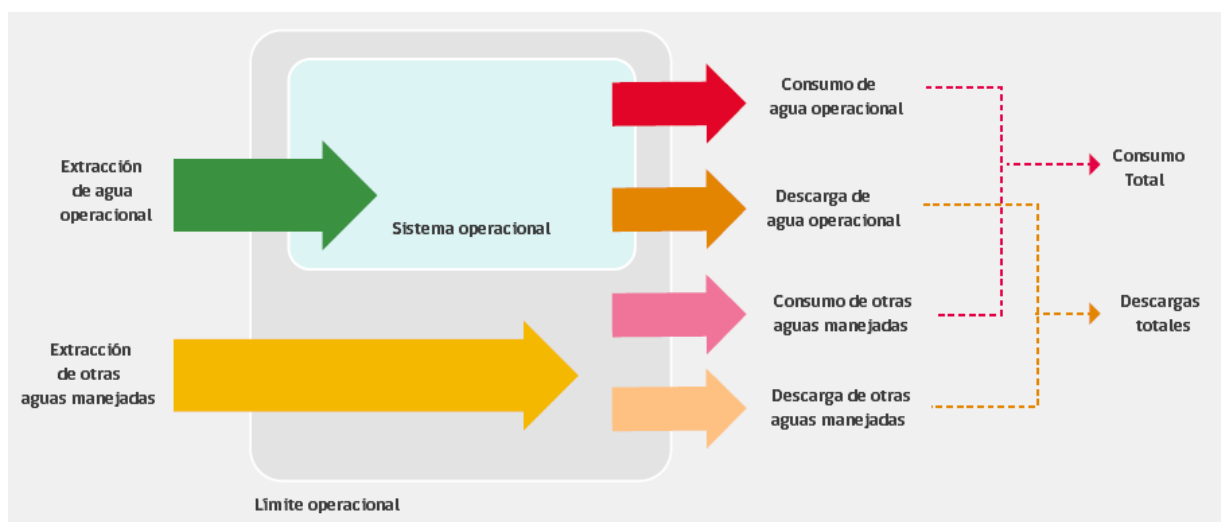 Extracción
de agua
operacional
Sistema operacional
Consumo de
agua operacional
Descarga de
agua operacional
Consumo
Total
Extracción
de otras
aguas manejadas
Consumo de otras
aguas manejadas
Descarga de otras
aguas manejadas
Descargas
totales
Límite operacional